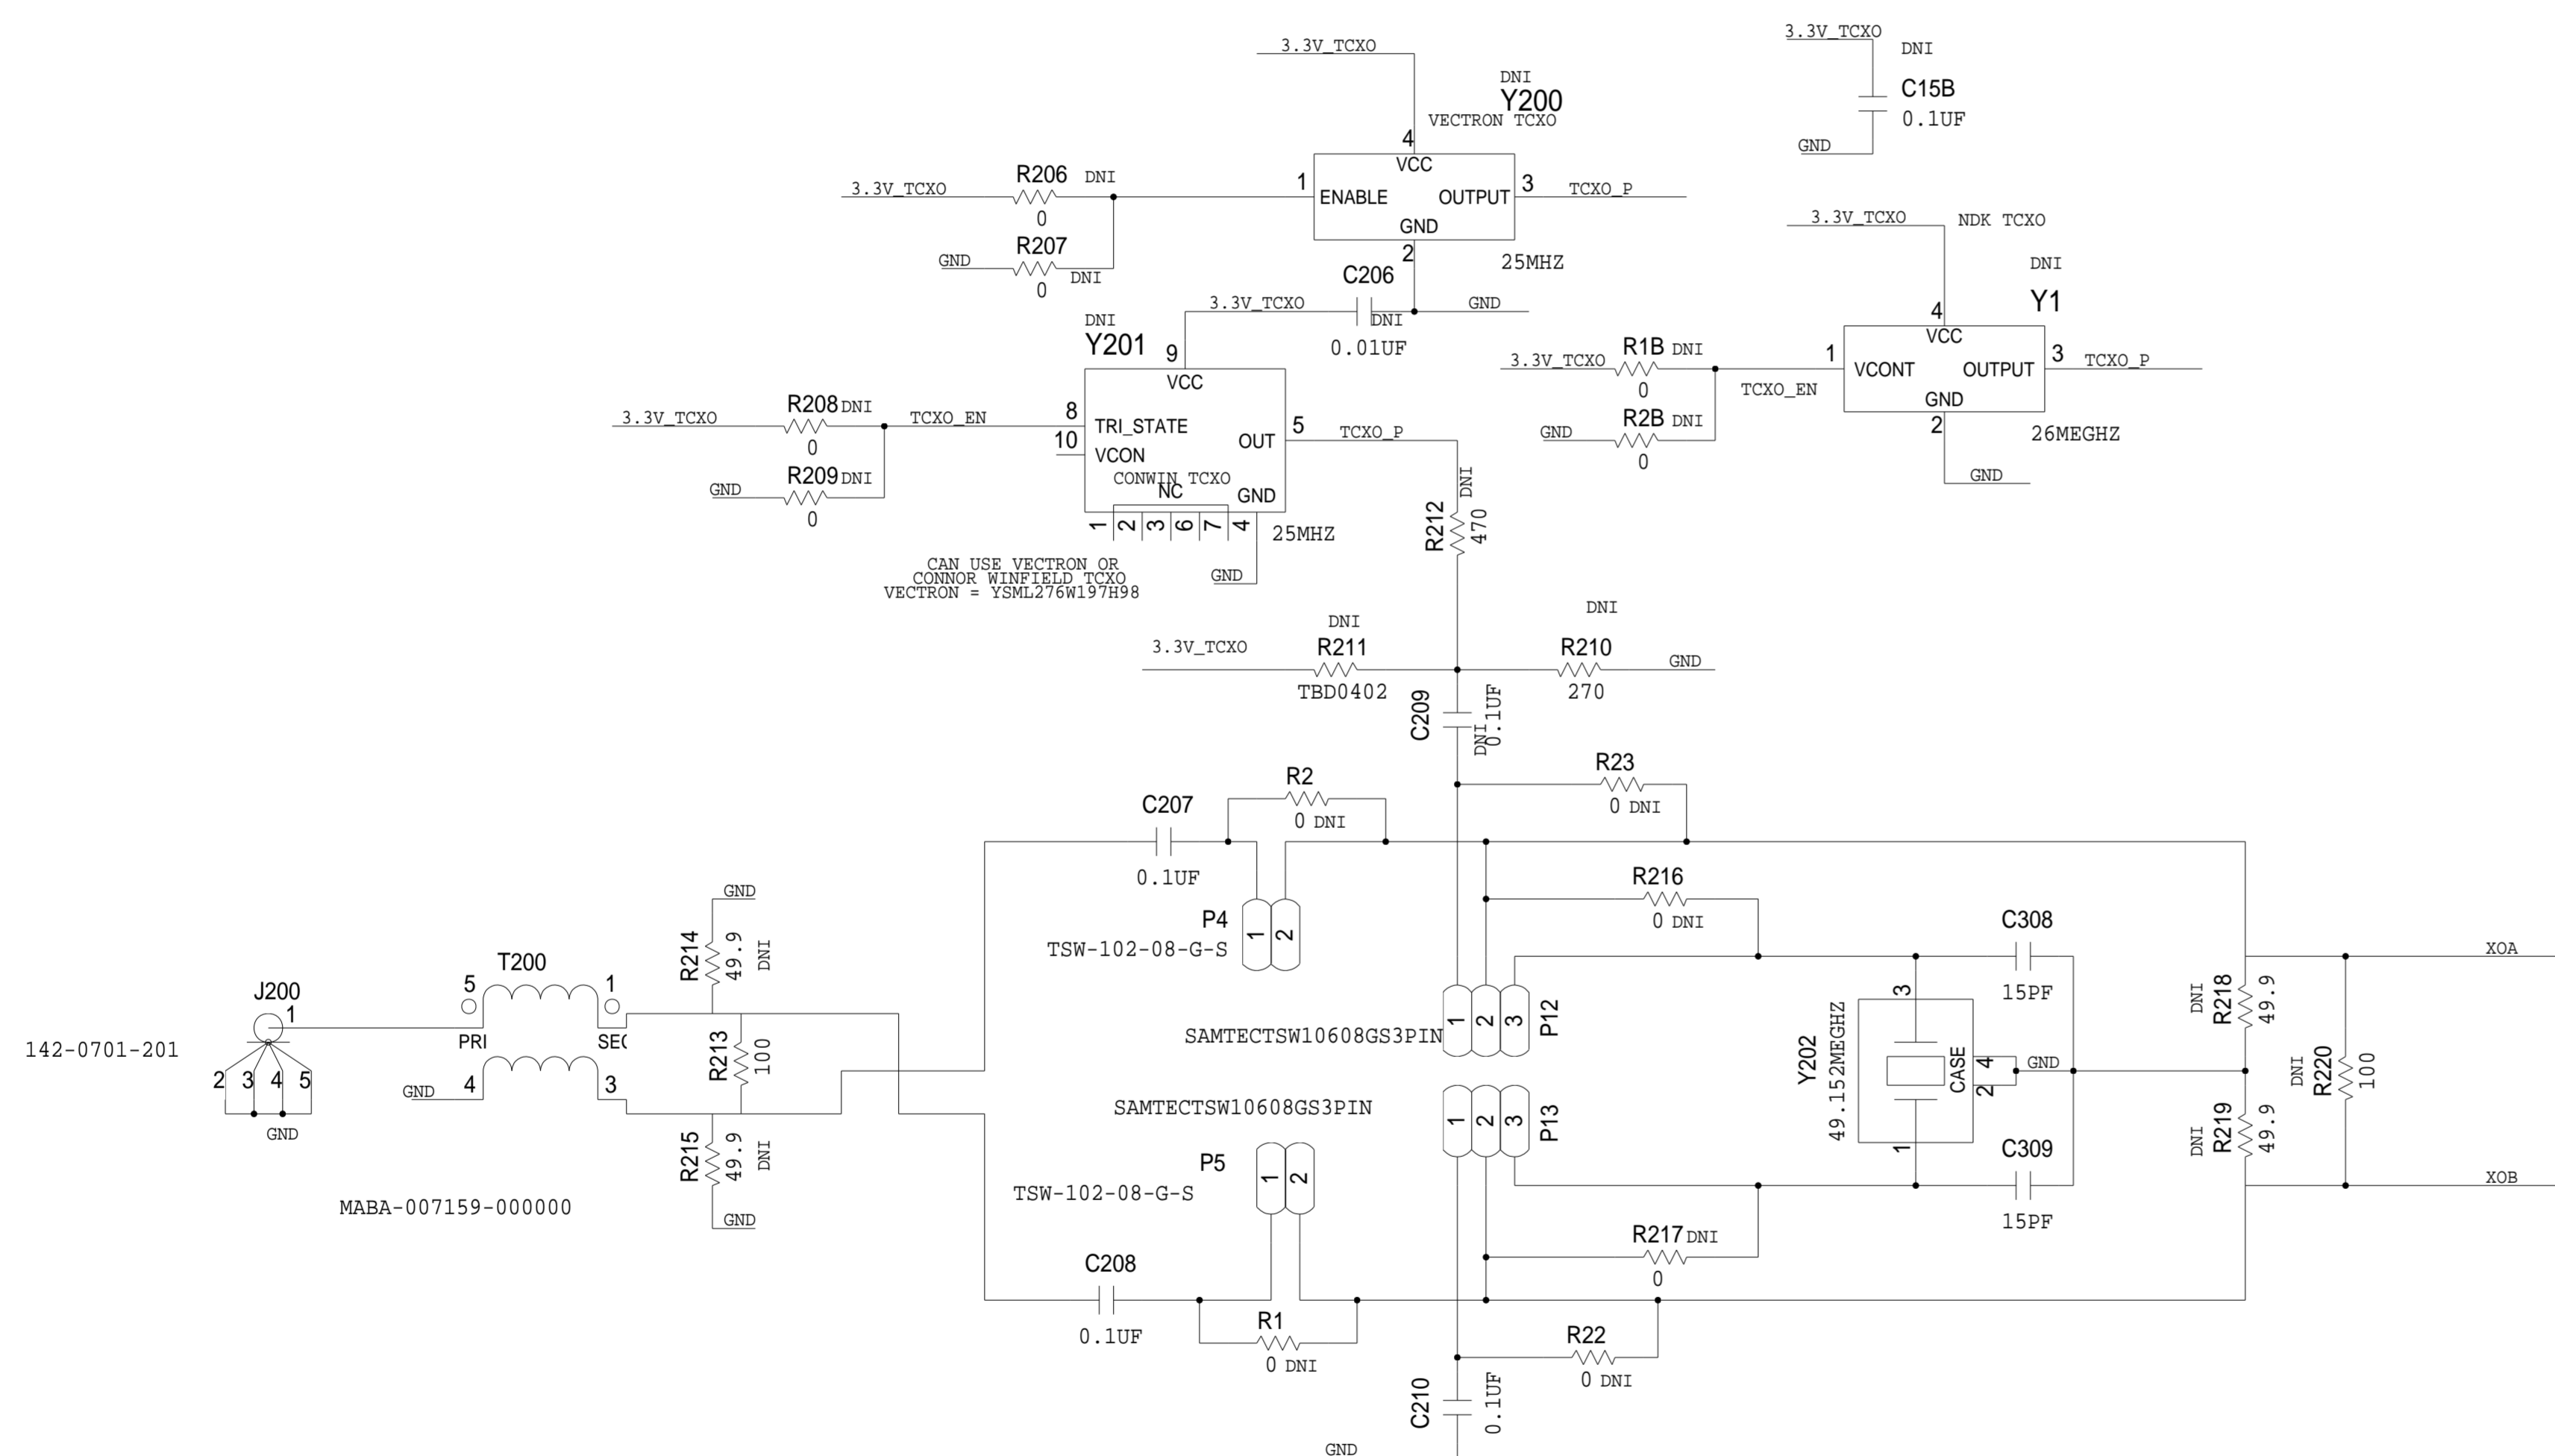 3.3V_TCXO
DNI
Y200
VECTRON TCXO
4
VCC
1
ENABLE
OUTPUT
3
TCXO_P
GND
2
25MHZ
3.3V_TCXO
R206
DNI
0
R207
GND
DNI
0
3.3V_TCXO
DNI
C15B
0.1UF
GND
3.3V_TCXO
NDK TCXO
DNI
Y1
4
VCC
1
VCONT
OUTPUT
3
TCXO_P
GND
2
26MEGHZ
GND
3.3V_TCXO
R1B DNI
0
TCXO_EN
R2B DNI
GND
0
C206
3.3V_TCXO
DNI
GND
0.01UF
DNI
Y201
9
VCC
8
TRI_STATE
10
VCON
OUT
5
TCXO_P
CONWIN TCXO
NC
GND
1
2
3
6
7
4
25MHZ
GND
3.3V_TCXO
R208 DNI
0
TCXO_EN
R209 DNI
GND
0
CAN USE VECTRON OR
CONNOR WINFIELD TCXO
VECTRON = YSML276W197H98
DNI
R212
470
DNI
3.3V_TCXO
R211
TBD0402
DNI
R210
GND
270
C209
0.1UF
DNI
R23
0 DNI
R2
0 DNI
C207
0.1UF
P4
TSW-102-08-G-S
1
2
R216
0 DNI
C308
15PF
XOA
GND
R214
49.9
DNI
T200
5
1
PRI
SEC
4
3
GND
J200
1
142-0701-201
2
3
4
5
GND
R213
100
R215
49.9
DNI
GND
MABA-007159-000000
SAMTECTSW10608GS3PIN
1
2
3
P12
SAMTECTSW10608GS3PIN
1
2
3
P13
3
Y202
49.152MEGHZ
CASE
4
2
1
GND
DNI
R218
49.9
DNI
R219
49.9
DNI
R220
100
C309
15PF
XOB
P5
TSW-102-08-G-S
1
2
R217 DNI
0
C208
0.1UF
R1
0 DNI
R22
0 DNI
C210
0.1UF
GND